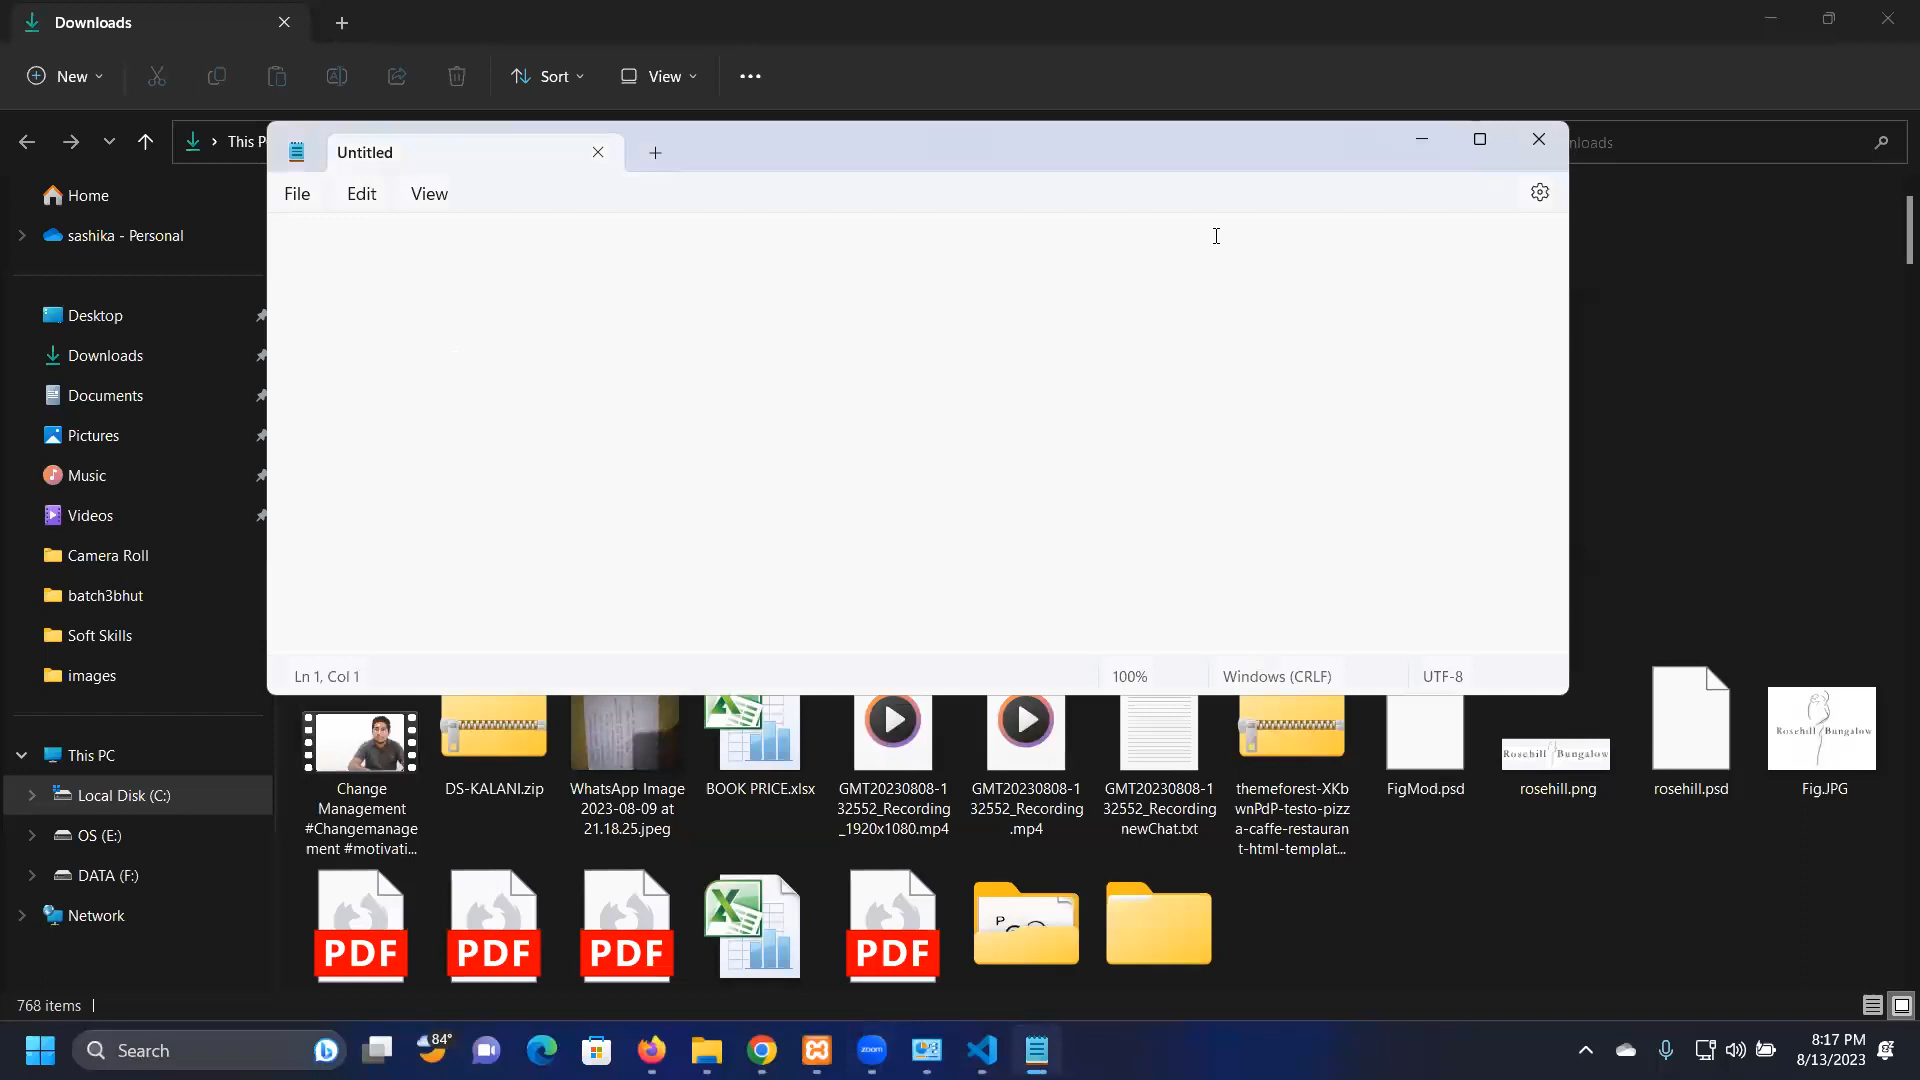 Downloads
New
Sort
View
This P
nloads
Untitled
File
Edit
View
Home
sashika - Personal
Desktop
Downloads
Documents
Pictures
Music
Videos
Camera Roll
batch3bhut
Soft Skills
images
This PC
Local Disk (C:)
OS (E:)
DATA (F:)
Network
Ln 1, Col 1
100%
Windows (CRLF)
UTF-8
Change
Management
#Changemanage
ment #motivati...
DS-KALANI.zip
WhatsApp Image
2023-08-09 at
21.18.25.jpeg
BOOK PRICE.xlsx
GMT20230808-1
32552_Recording
_1920x1080.mp4
GMT20230808-1
32552_Recording
.mp4
GMT20230808-1
32552_Recording
newChat.txt
themeforest-XKb
wnPdP-testo-pizz
a-caffe-restauran
t-html-templat...
FigMod.psd
Rosehill Bungalow
rosehill.png
rosehill.psd
Rosehill Bungalow
Fig.JPG
PDF
PDF
PDF
PDF
768 items
Search
84°
zoom
8:17 PM
8/13/2023